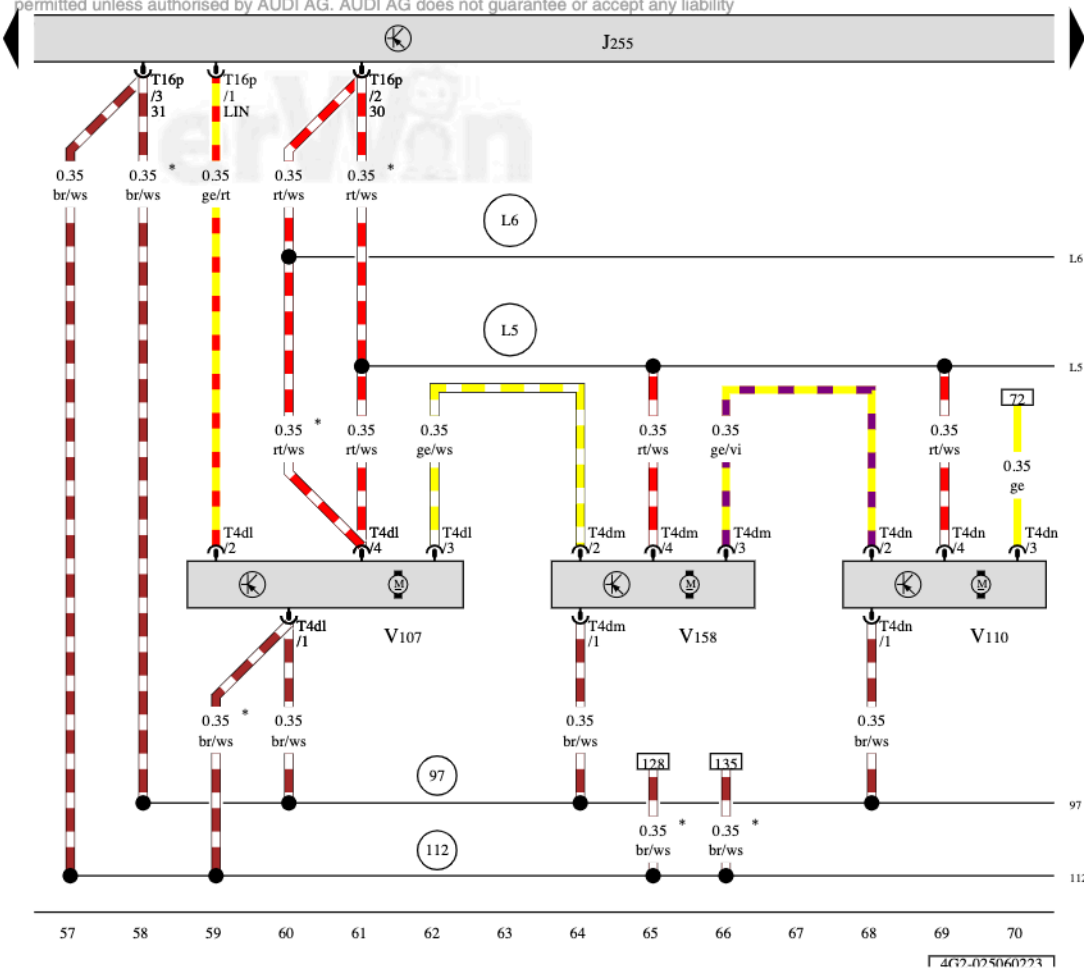 permitted unless authorised by AUDI AG. AUDI AG does not guarantee or accept any liability
J255
T16p T16p T16p
/3 /1 /2
31 LIN 30
erWin
0.35 0.35 * 0.35 0.35 0.35 *
br/ws br/ws ge/rt rt/ws rt/ws
L6
L6
L5
L5
72
0.35 * 0.35 0.35 0.35 0.35 0.35
rt/ws rt/ws ge/ws rt/ws ge/vi rt/ws
0.35
ge
T4dl T4dl T4dl T4dm T4dm T4dm T4dn T4dn T4dn
/2 /4 /3 /2 /4 /3 /2 /4 /3
M M M
T4dl V107 T4dm V158 T4dn V110
/1 /1 /1
0.35 * 0.35 0.35 0.35
br/ws br/ws br/ws br/ws
97 128 135
97
0.35 * 0.35 *
112 br/ws br/ws
112
57 58 59 60 61 62 63 64 65 66 67 68 69 70
4G2-025060223